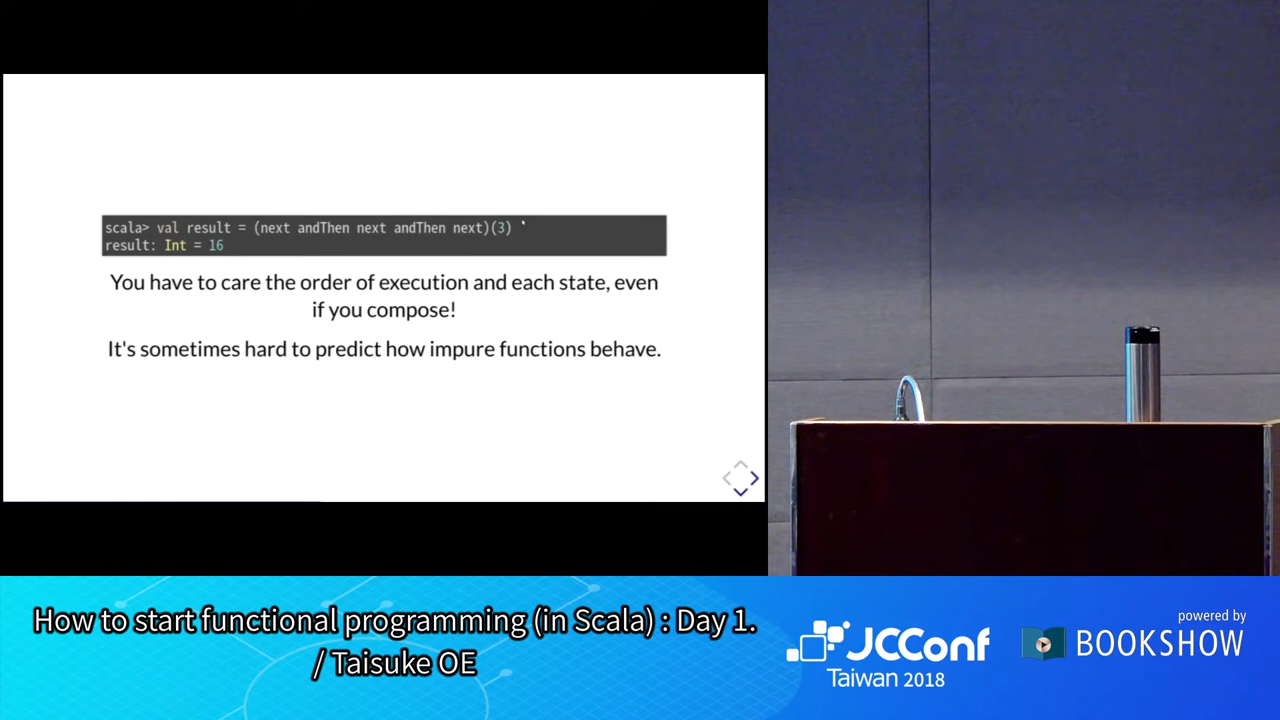 scala> val result = (next andThen next andThen next)(3)
result: Int = 16
You have to care the order of execution and each state, even
if you compose!
It's sometimes hard to predict how impure functions behave.
How to start functional programming (in Scala) : Day 1.
/ Taisuke OE
JCConf
Taiwan 2018
powered by
BOOKSHOW